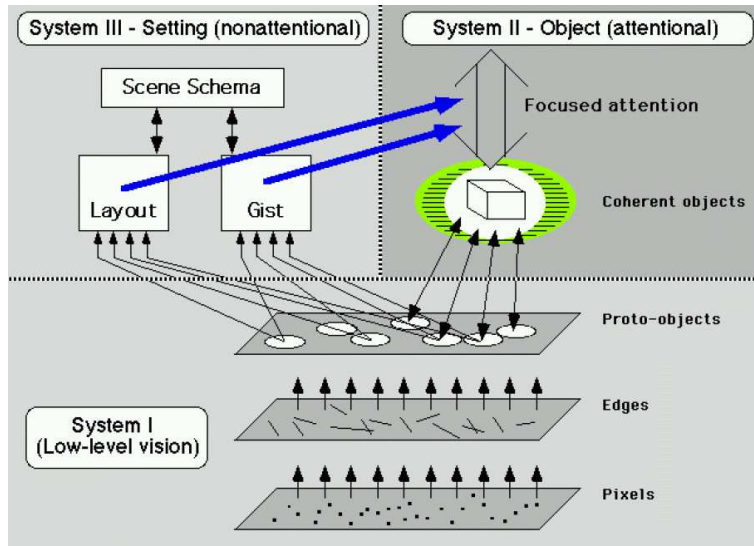 System III - Setting (nonattentional)
System II - Object (attentional)
Scene Schema
Focused attention
Layout
Gist
Coherent objects
Proto-objects
Edges
System I
(Low-level vision)
Pixels